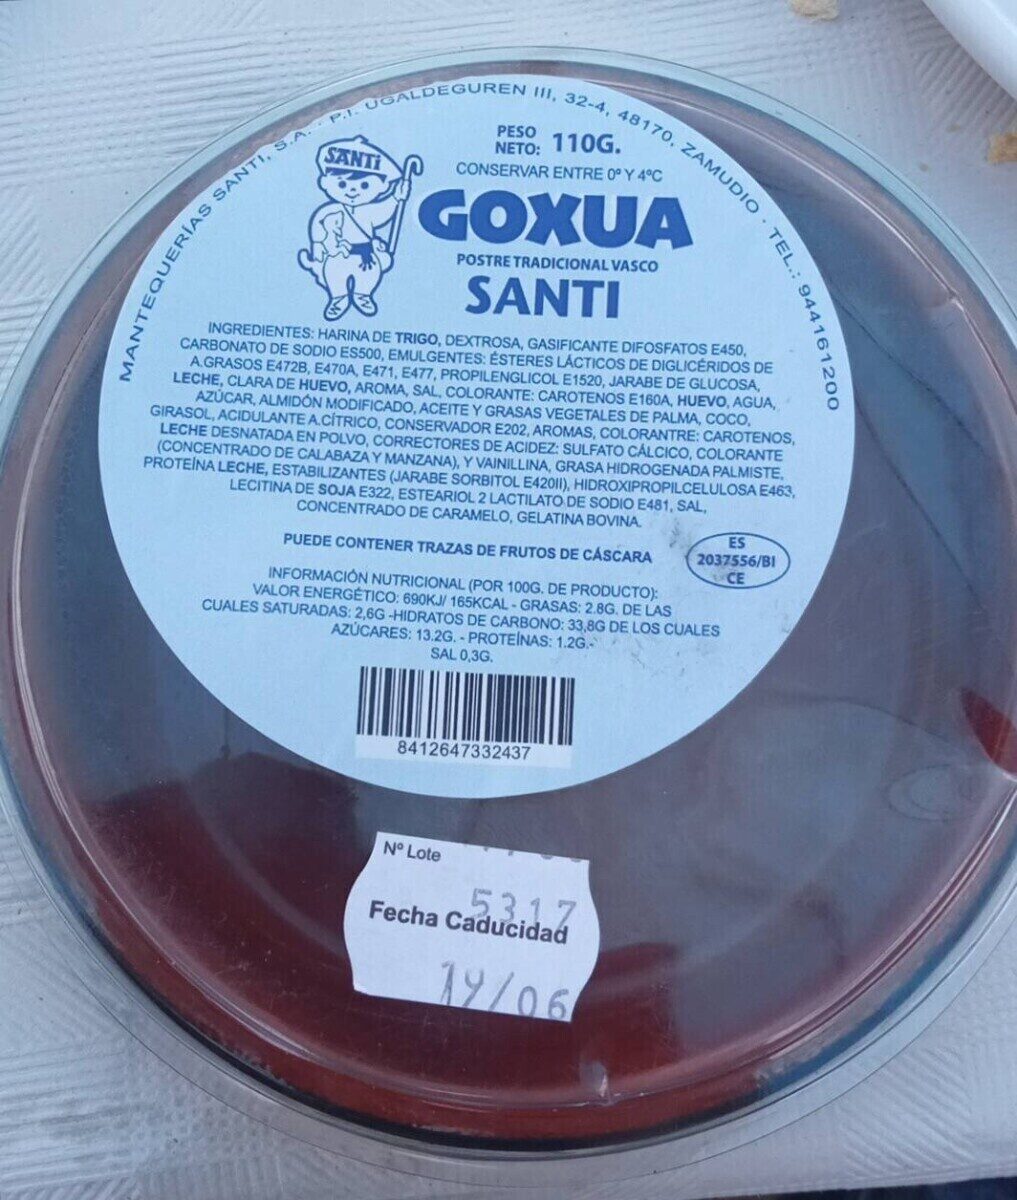 MANTEQUERÍAS SANTI, S.A. · P.I. UGALDEGUREN III, 32-4, 48170. ZAMUDIO · TEL.: 944161200
SANTi
PESO
NETO: 110G.
CONSERVAR ENTRE 0º Y 4ºC
GOXUA
POSTRE TRADICIONAL VASCO
SANTI
INGREDIENTES: HARINA DE TRIGO, DEXTROSA, GASIFICANTE DIFOSFATOS E450,
CARBONATO DE SODIO ES500, EMULGENTES: ÉSTERES LÁCTICOS DE DIGLICÉRIDOS DE
A.GRASOS E472B, E470A, E471, E477, PROPILENGLICOL E1520, JARABE DE GLUCOSA,
LECHE, CLARA DE HUEVO, AROMA, SAL, COLORANTE: CAROTENOS E160A, HUEVO, AGUA,
AZÚCAR, ALMIDÓN MODIFICADO, ACEITE Y GRASAS VEGETALES DE PALMA, COCO,
GIRASOL, ACIDULANTE A.CÍTRICO, CONSERVADOR E202, AROMAS, COLORANTRE: CAROTENOS,
LECHE DESNATADA EN POLVO, CORRECTORES DE ACIDEZ: SULFATO CÁLCICO, COLORANTE
(CONCENTRADO DE CALABAZA Y MANZANA), Y VAINILLINA, GRASA HIDROGENADA PALMISTE,
PROTEÍNA LECHE, ESTABILIZANTES (JARABE SORBITOL E420II), HIDROXIPROPILCELULOSA E463,
LECITINA DE SOJA E322, ESTEARIOL 2 LACTILATO DE SODIO E481, SAL,
CONCENTRADO DE CARAMELO, GELATINA BOVINA.
PUEDE CONTENER TRAZAS DE FRUTOS DE CÁSCARA
ES
2037556/BI
CE
INFORMACIÓN NUTRICIONAL (POR 100G. DE PRODUCTO):
VALOR ENERGÉTICO: 690KJ/ 165KCAL - GRASAS: 2.8G. DE LAS
CUALES SATURADAS: 2,6G -HIDRATOS DE CARBONO: 33,8G DE LOS CUALES
AZÚCARES: 13.2G. - PROTEÍNAS: 1.2G.-
SAL 0,3G.
8412647332437
Nº Lote
5317
Fecha Caducidad
14/06